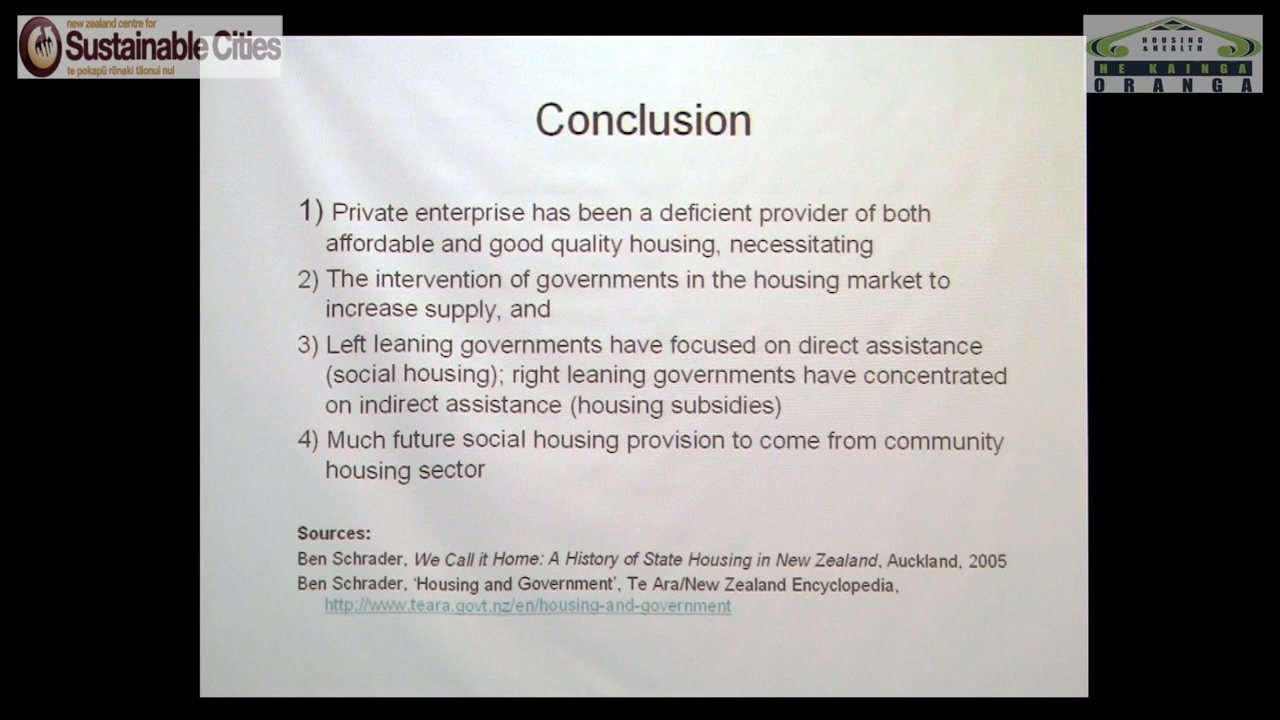 new zealand centre for
Sustainable Cities
te pokapū rōnaki tāonui nui
HOUSING
& HEALTH
HE KAINGA
ORANGA
Conclusion
1) Private enterprise has been a deficient provider of both
affordable and good quality housing, necessitating
2) The intervention of governments in the housing market to
increase supply, and
3) Left leaning governments have focused on direct assistance
(social housing); right leaning governments have concentrated
on indirect assistance (housing subsidies)
4) Much future social housing provision to come from community
housing sector
Sources:
Ben Schrader, We Call it Home: A History of State Housing in New Zealand, Auckland, 2005
Ben Schrader, ‘Housing and Government’, Te Ara/New Zealand Encyclopedia,
http://www.teara.govt.nz/en/housing-and-government